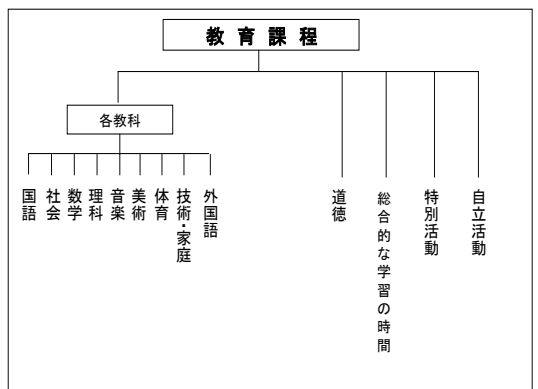 教育課程
各教科
国語
社会
数学
理科
音楽
美術
体育
技術・家庭
外国語
道徳
総合的な学習の時間
特別活動
自立活動